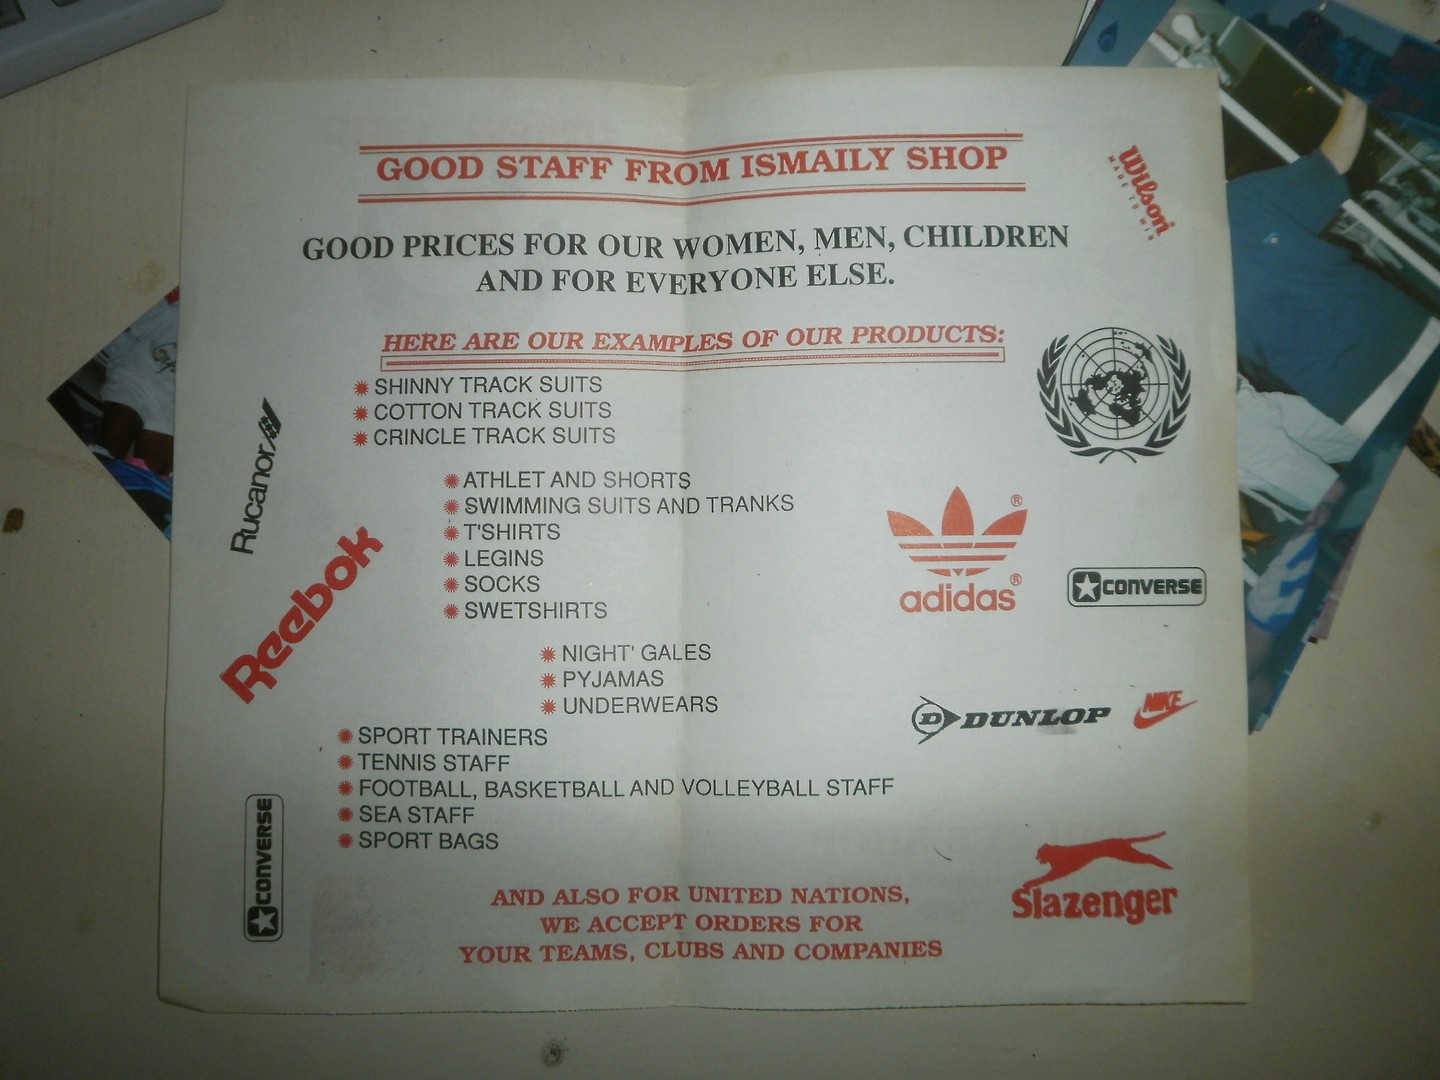 GOOD STAFF FROM ISMAILY SHOP
Wilson
MADE TO WIN
GOOD PRICES FOR OUR WOMEN, MEN, CHILDREN
AND FOR EVERYONE ELSE.
HERE ARE OUR EXAMPLES OF OUR PRODUCTS:
SHINNY TRACK SUITS
COTTON TRACK SUITS
CRINCLE TRACK SUITS
Rucanor
ATHLET AND SHORTS
SWIMMING SUITS AND TRANKS
T'SHIRTS
LEGINS
SOCKS
SWETSHIRTS
Reebok
®
adidas®
CONVERSE
NIGHT' GALES
PYJAMAS
UNDERWEARS
D DUNLOP
NIKE
SPORT TRAINERS
TENNIS STAFF
FOOTBALL, BASKETBALL AND VOLLEYBALL STAFF
SEA STAFF
SPORT BAGS
CONVERSE
Slazenger
AND ALSO FOR UNITED NATIONS,
WE ACCEPT ORDERS FOR
YOUR TEAMS, CLUBS AND COMPANIES